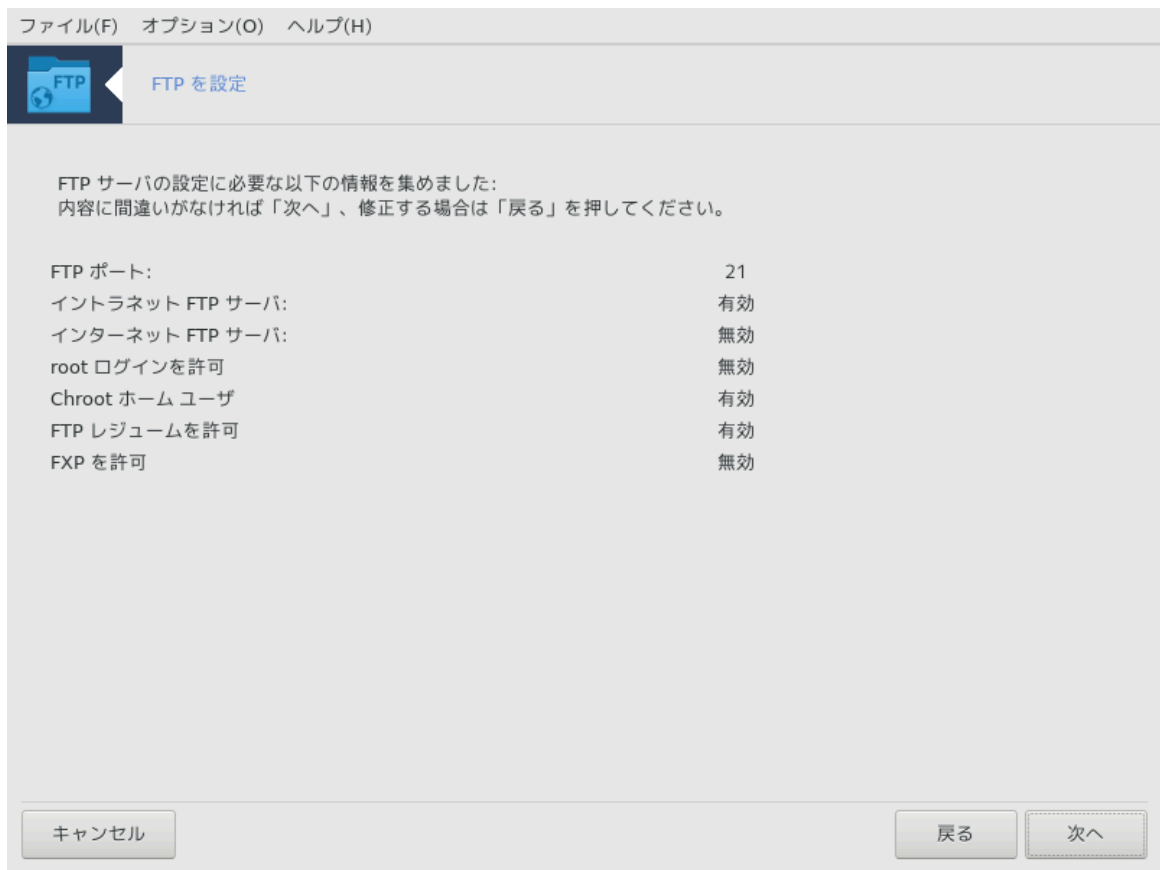 ファイル(F) オプション(O) ヘルプ(H)
FTP
FTP を設定
FTP サーバの設定に必要な以下の情報を集めました:
内容に間違いがなければ「次へ」、修正する場合は「戻る」を押してください。
FTP ポート: 21
イントラネット FTP サーバ: 有効
インターネット FTP サーバ: 無効
root ログインを許可 無効
Chroot ホーム ユーザ 有効
FTP レジュームを許可 有効
FXP を許可 無効
キャンセル 戻る 次へ